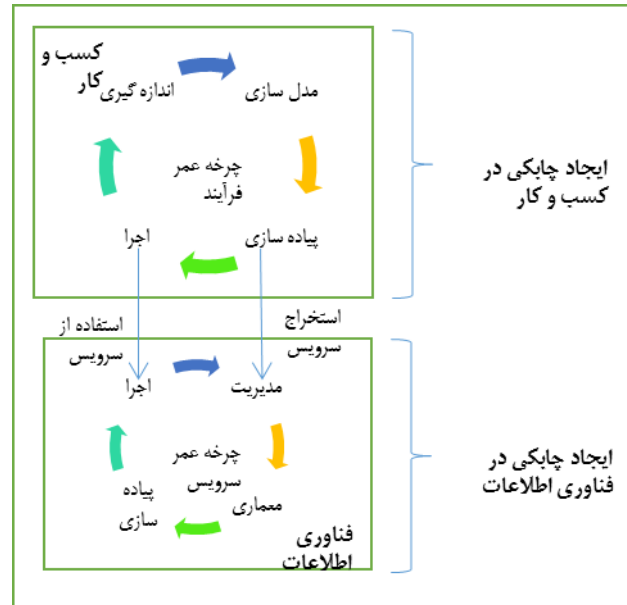 کسب و
کار
اندازه گیری
مدل سازی
چرخه عمر
فرآیند
اجرا
پیاده سازی
ایجاد چابکی در
کسب و کار
استفاده از
سرویس
استخراج
سرویس
اجرا
مدیریت
چرخه عمر
سرویس
پیاده
سازی
معماری
فناوری
اطلاعات
ایجاد چابکی در
فناوری اطلاعات